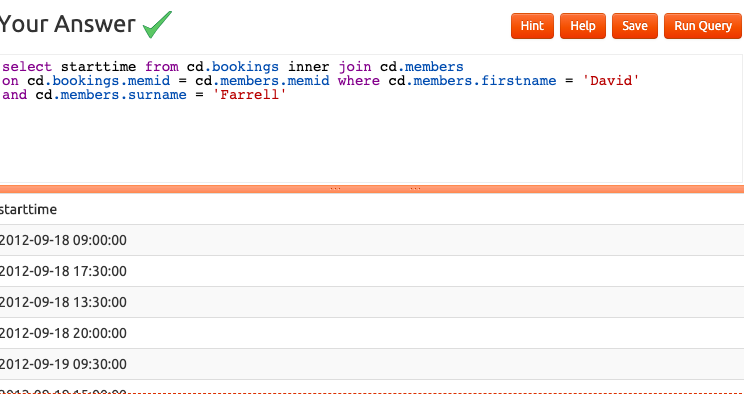 Your Answer
Hint Help Save Run Query
select starttime from cd.bookings inner join cd.members
on cd.bookings.memid = cd.members.memid where cd.members.firstname = 'David'
and cd.members.surname = 'Farrell'
starttime
2012-09-18 09:00:00
2012-09-18 17:30:00
2012-09-18 13:30:00
2012-09-18 20:00:00
2012-09-19 09:30:00